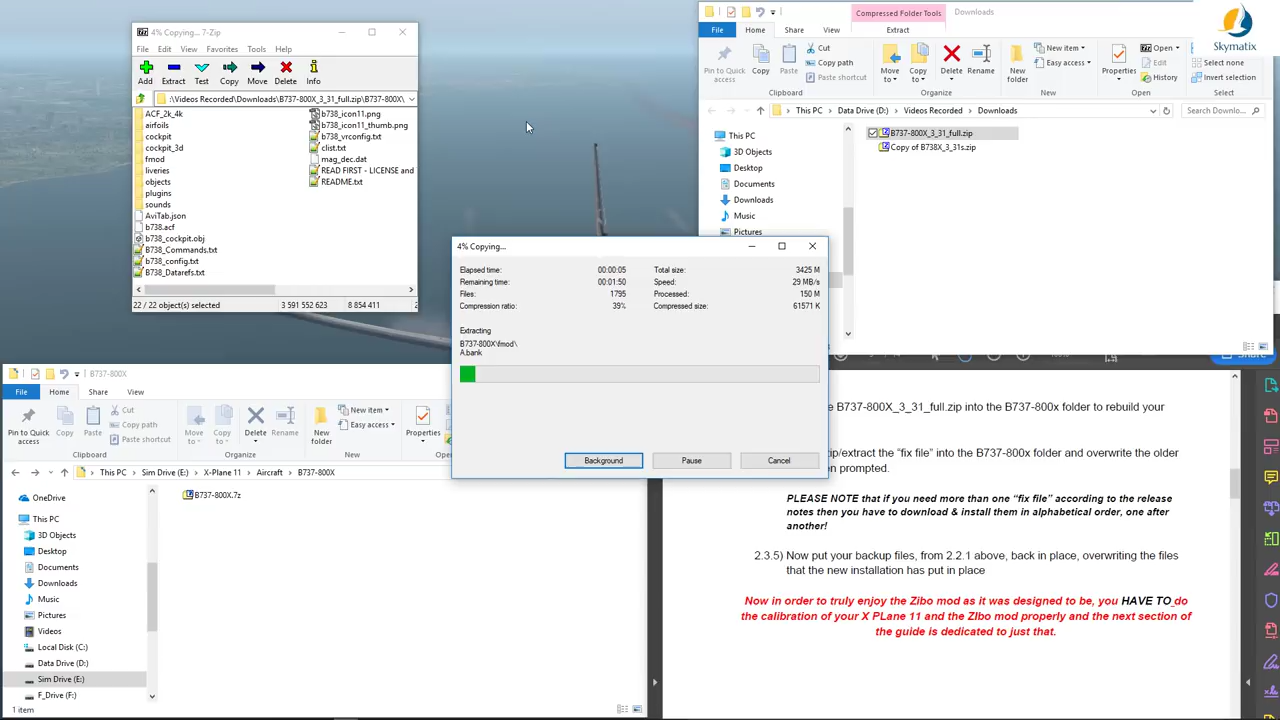 4% Copying... 7-Zip
File Edit View Favorites Tools Help
Add Extract Test Copy Move Delete Info
:\Videos Recorded\Downloads\B737-800X_3_31_full.zip\B737-800X\
ACF_2k_4k
airfoils
cockpit
cockpit_3d
fmod
liveries
objects
plugins
sounds
AviTab.json
b738.acf
b738_cockpit.obj
B738_Commands.txt
b738_config.txt
B738_Datarefs.txt
b738_icon11.png
b738_icon11_thumb.png
b738_vrconfig.txt
clist.txt
mag_dec.dat
READ FIRST - LICENSE and
README.txt
22 / 22 object(s) selected 3 591 552 623 8 854 411
Compressed Folder Tools Downloads
File Home Share View Extract
Pin to Quick access
Copy
Paste
Cut
Copy path
Paste shortcut
Clipboard
Move to
Copy to
Delete
Rename
Organize
New folder
New item
Easy access
New
Properties
Open
Edit
History
Open
Select none
Invert selection
Select
Skymatix
This PC Data Drive (D:) Videos Recorded Downloads
Search Downlo...
This PC
3D Objects
Desktop
Documents
Downloads
Music
Pictures
B737-800X_3_31_full.zip
Copy of B738X_3_31s.zip
4% Copying...
Elapsed time: 00:00:05 Total size: 3425 M
Remaining time: 00:01:50 Speed: 29 MB/s
Files: 1795 Processed: 150 M
Compression ratio: 39% Compressed size: 61571 K
Extracting
B737-800X\fmod\
A.bank
Background Pause Cancel
B737-800X
File Home Share View
Pin to Quick access
Copy
Paste
Cut
Copy path
Paste shortcut
Clipboard
Move to
Copy to
Delete
Rename
Organize
New folder
New item
Easy access
New
Properties
This PC Sim Drive (E:) X-Plane 11 Aircraft B737-800X
OneDrive
This PC
3D Objects
Desktop
Documents
Downloads
Music
Pictures
Videos
Local Disk (C:)
Data Drive (D:)
Sim Drive (E:)
F_Drive (F:)
B737-800X.7z
1 item
Share
B737-800X_3_31_full.zip into the B737-800x folder to rebuild your
zip/extract the "fix file" into the B737-800x folder and overwrite the older
prompted.
PLEASE NOTE that if you need more than one "fix file" according to the release
notes then you have to download & install them in alphabetical order, one after
another!
2.3.5) Now put your backup files, from 2.2.1 above, back in place, overwriting the files
that the new installation has put in place
Now in order to truly enjoy the Zibo mod as it was designed to be, you HAVE TO do
the calibration of your X PLane 11 and the ZIbo mod properly and the next section of
the guide is dedicated to just that.